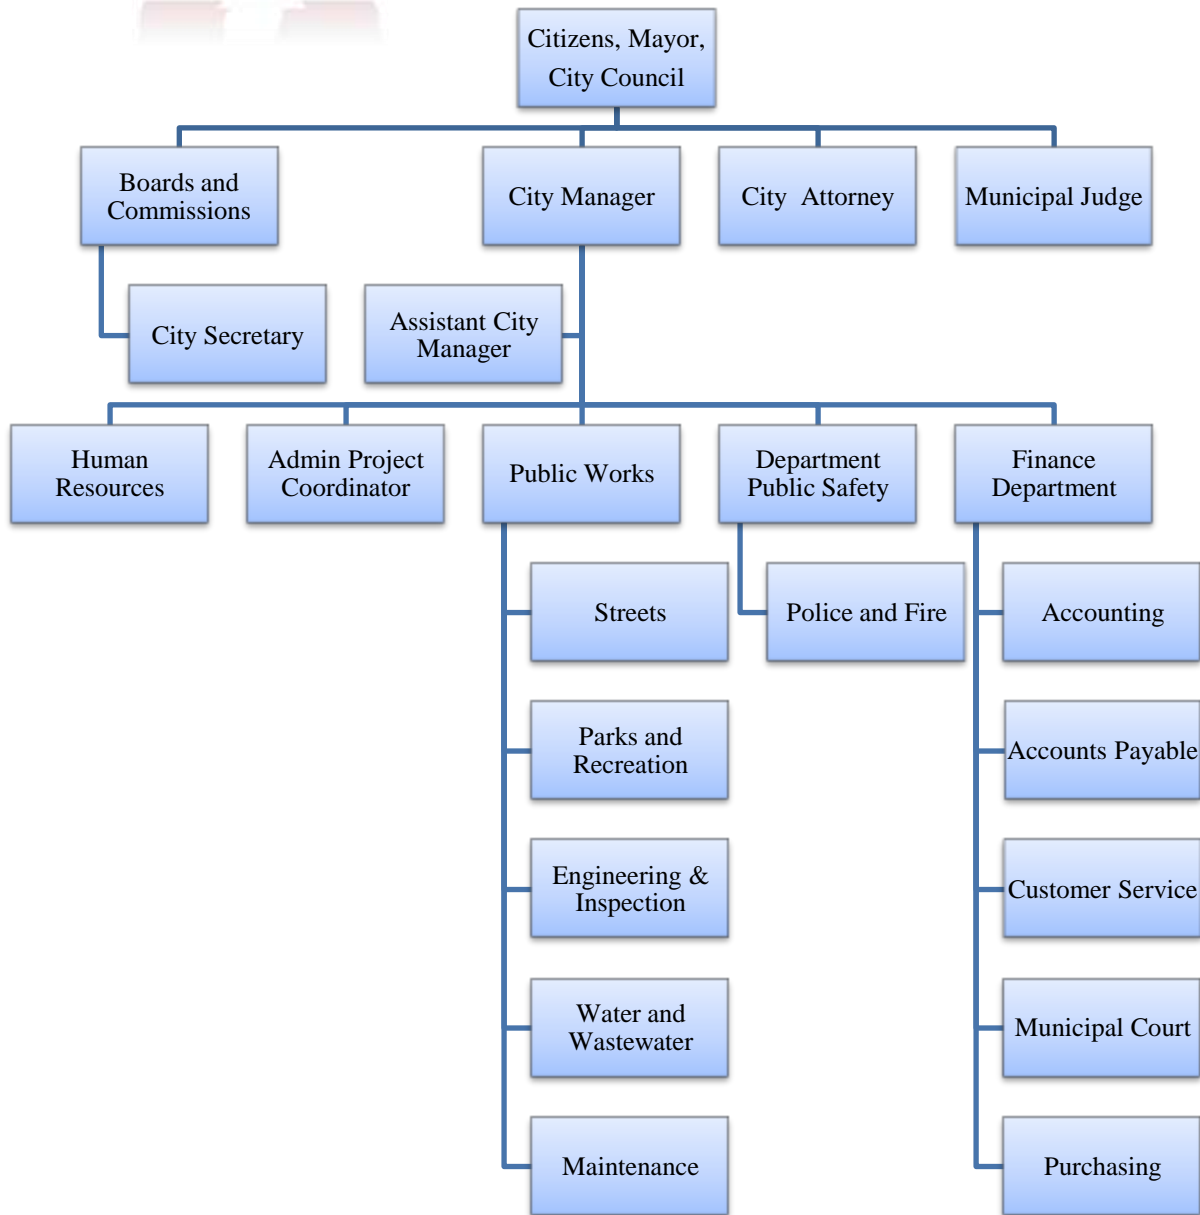 Citizens, Mayor,
City Council
Boards and
Commissions
City Manager
City Attorney
Municipal Judge
City Secretary
Assistant City
Manager
Human
Resources
Admin Project
Coordinator
Public Works
Department
Public Safety
Finance
Department
Streets
Police and Fire
Accounting
Parks and
Recreation
Accounts Payable
Engineering &
Inspection
Customer Service
Water and
Wastewater
Municipal Court
Maintenance
Purchasing